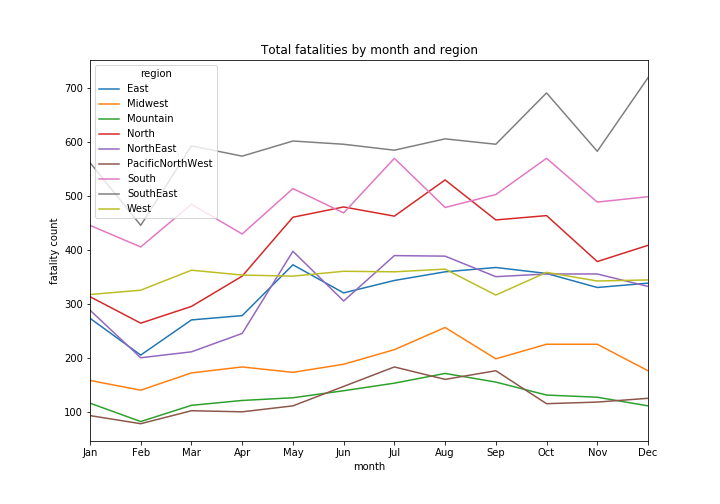 Total fatalities by month and region
region
East
Midwest
Mountain
North
NorthEast
PacificNorthWest
South
SouthEast
West
fatality count
700
600
500
400
300
200
100
Jan Feb Mar Apr May Jun Jul Aug Sep Oct Nov Dec
month